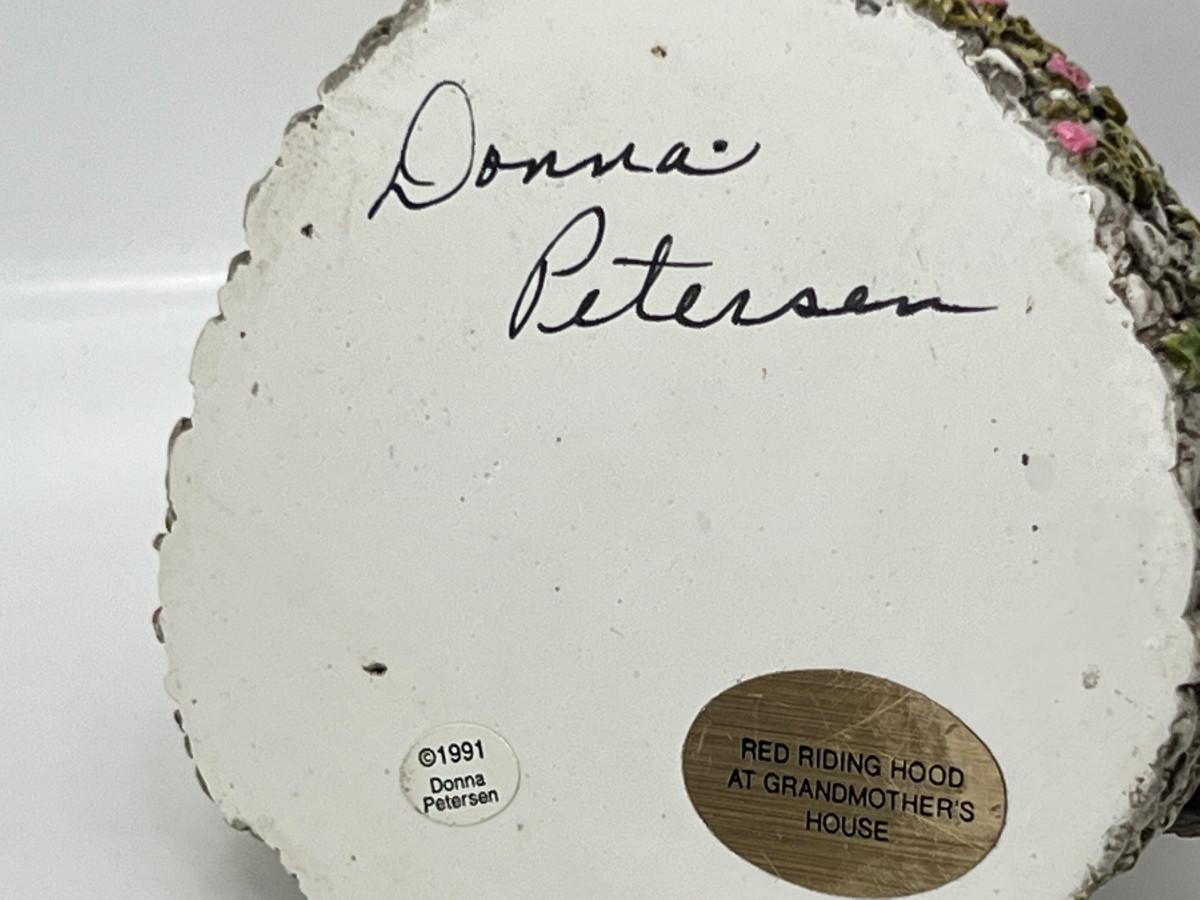 Donna
Petersen
©1991
Donna
Petersen
RED RIDING HOOD
AT GRANDMOTHER'S
HOUSE